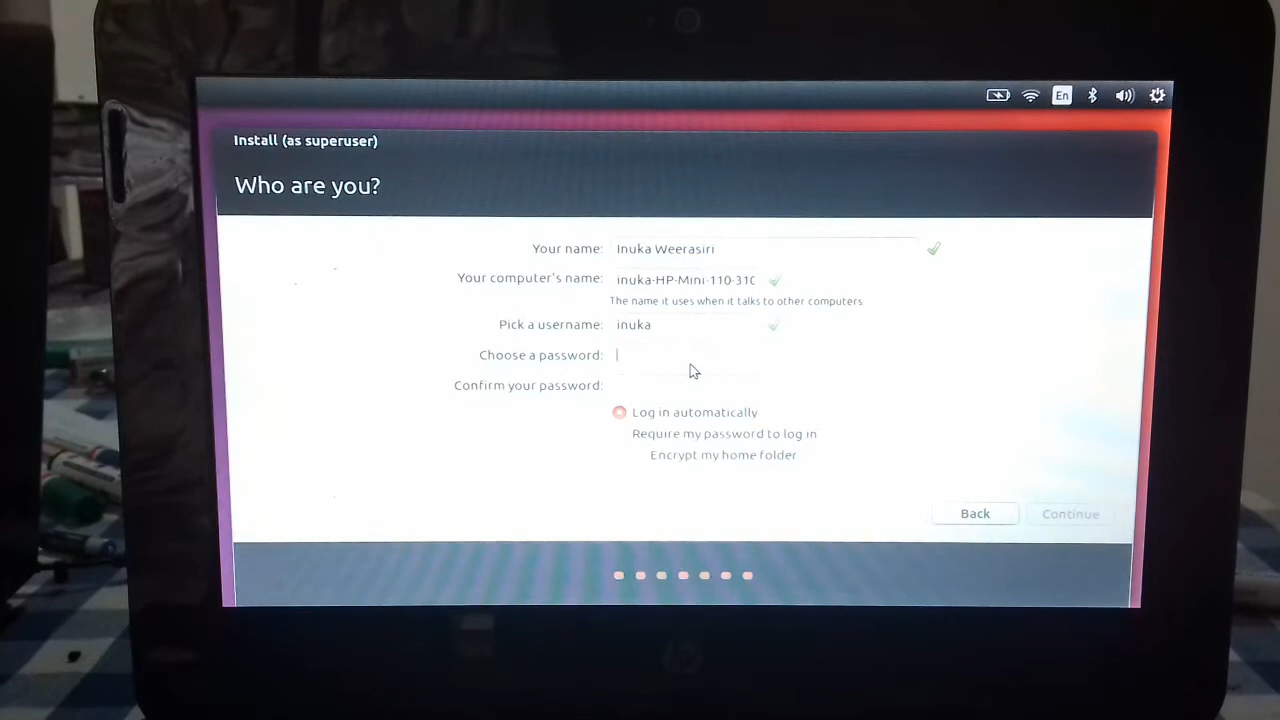 En
Install (as superuser)
Who are you?
Your name: Inuka Weerasiri
Your computer's name: inuka-HP-Mini-110-310
The name it uses when it talks to other computers.
Pick a username: inuka
Choose a password:
Confirm your password:
Log in automatically
Require my password to log in
Encrypt my home folder
Back Continue
hp